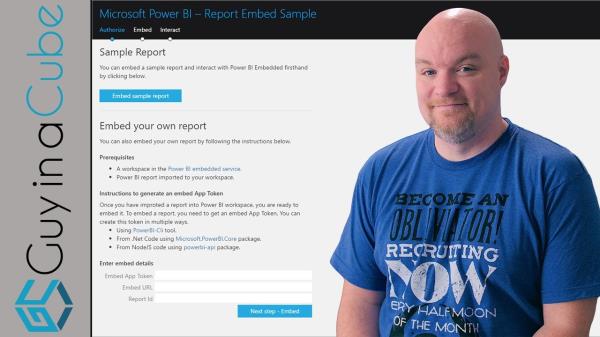 Guy in a Cube
Microsoft Power BI – Report Embed Sample
Authorize Embed Interact
Sample Report
You can embed a sample report and interact with Power BI Embedded firsthand
by clicking below.
Embed sample report
Embed your own report
You can also embed your own report by following the instructions below.
Prerequisites
• A workspace in the Power BI embedded service.
• Power BI report imported to your workspace.
Instructions to generate an embed App Token
Once you have improted a report into Power BI workspace, you are ready to
embed it. To embed a report, you need to get an embed App Token. You can
create this token in multiple ways.
• Using PowerBI-Cli tool.
• From .Net Code using Microsoft.PowerBI.Core package.
• From NodeJS code using powerbi-api package.
Enter embed details
Embed App Token
Embed URL
Report Id
Next step - Embed
BECOME AN
OBLIVIATOR!
RECRUITING
NOW
ERY HALF MOON
OF THE MONTH